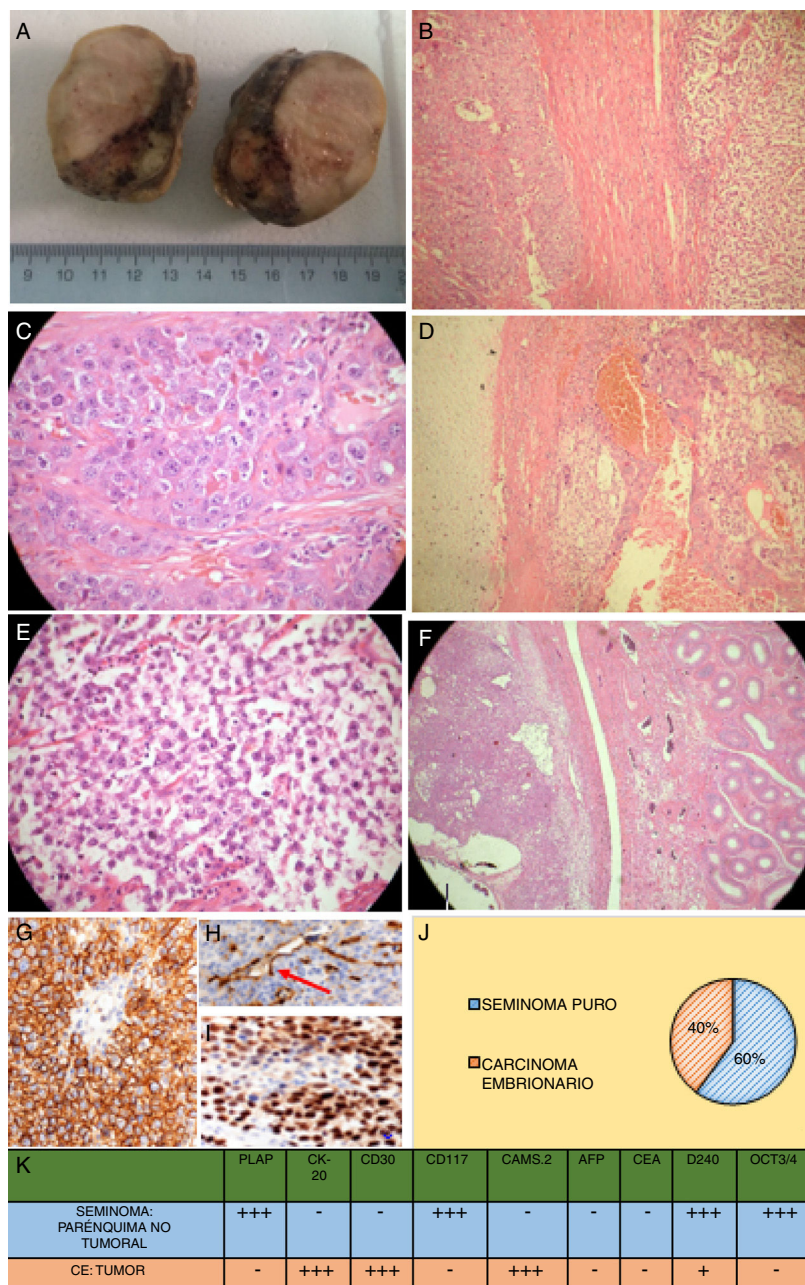 A
B
9 10 11 12 13 14 15 16 17 18 19 2
C
D
E
F
G
H
I
J
SEMINOMA PURO
CARCINOMA
EMBRIONARIO
40%
60%
K
PLAP CK-20 CD30 CD117 CAMS.2 AFP CEA D240 OCT3/4
SEMINOMA:
PARÉNQUIMA NO
TUMORAL
+++ - - +++ - - - +++ +++
CE: TUMOR - +++ +++ - +++ - - + -